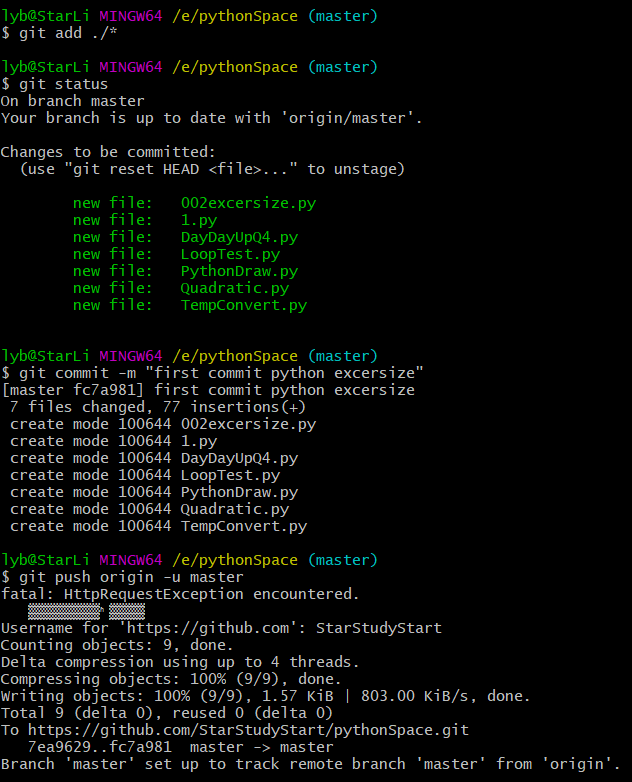 lyb@StarLi MINGW64 /e/pythonSpace (master)
$ git add ./*
lyb@StarLi MINGW64 /e/pythonSpace (master)
$ git status
On branch master
Your branch is up to date with 'origin/master'.
Changes to be committed:
(use "git reset HEAD <file>..." to unstage)
new file: 002excersize.py
new file: 1.py
new file: DayDayUpQ4.py
new file: LoopTest.py
new file: PythonDraw.py
new file: Quadratic.py
new file: TempConvert.py
lyb@StarLi MINGW64 /e/pythonSpace (master)
$ git commit -m "first commit python excersize"
[master fc7a981] first commit python excersize
7 files changed, 77 insertions(+)
create mode 100644 002excersize.py
create mode 100644 1.py
create mode 100644 DayDayUpQ4.py
create mode 100644 LoopTest.py
create mode 100644 PythonDraw.py
create mode 100644 Quadratic.py
create mode 100644 TempConvert.py
lyb@StarLi MINGW64 /e/pythonSpace (master)
$ git push origin -u master
fatal: HttpRequestException encountered.
Username for 'https://github.com': StarStudyStart
Counting objects: 9, done.
Delta compression using up to 4 threads.
Compressing objects: 100% (9/9), done.
Writing objects: 100% (9/9), 1.57 KiB | 803.00 KiB/s, done.
Total 9 (delta 0), reused 0 (delta 0)
To https://github.com/StarStudyStart/pythonSpace.git
7ea9629..fc7a981 master -> master
Branch 'master' set up to track remote branch 'master' from 'origin'.